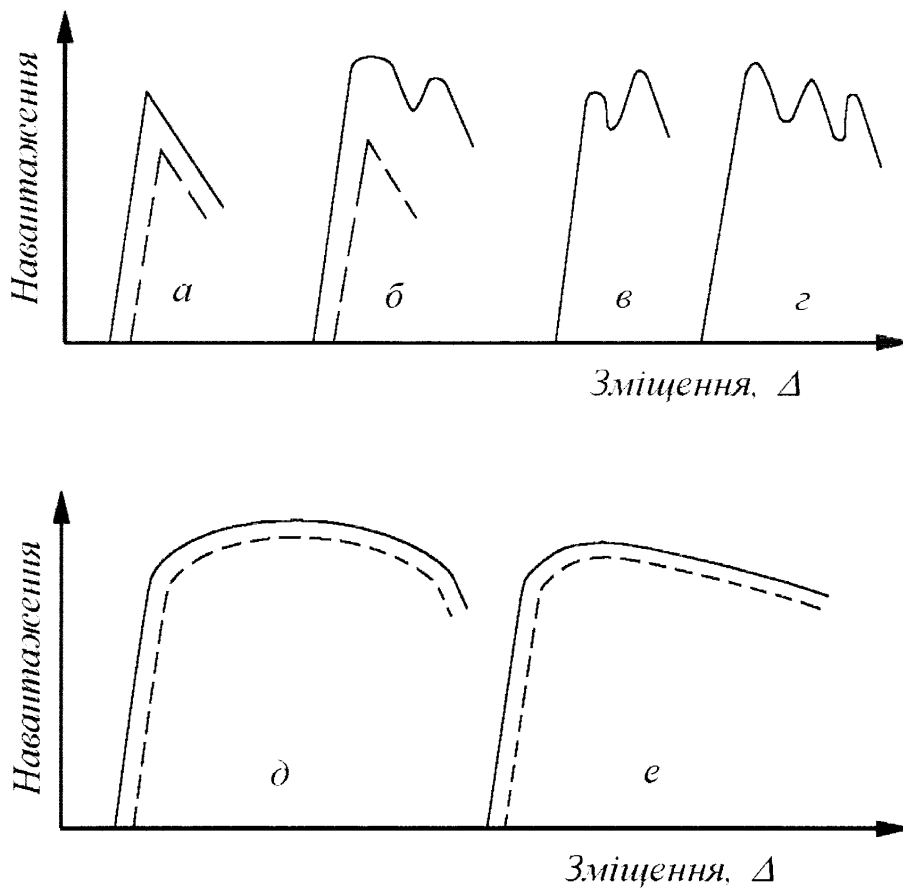 Навантаження
а
б
в
г
Зміщення, Δ
Навантаження
д
е
Зміщення, Δ